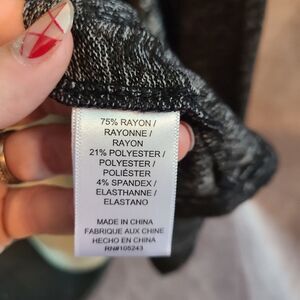 75% RAYON /
RAYONNE /
RAYON
21% POLYESTER /
POLYESTER /
POLIÉSTER
4% SPANDEX /
ELASTHANNE /
ELASTANO
MADE IN CHINA
FABRIQUE AUX CHINE
HECHO EN CHINA
RN#105243